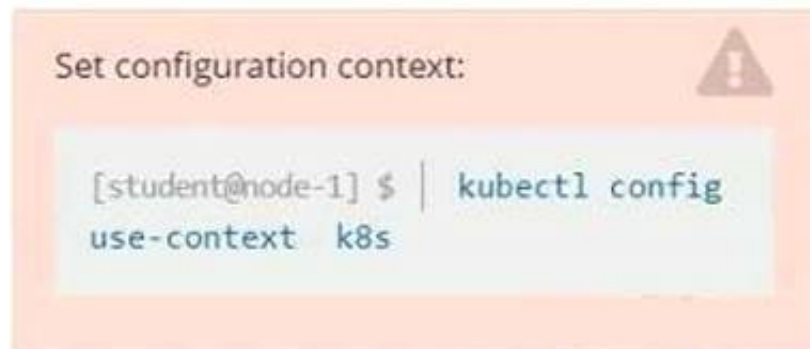 Set configuration context:
[student@node-1] $ | kubectl config
use-context k8s